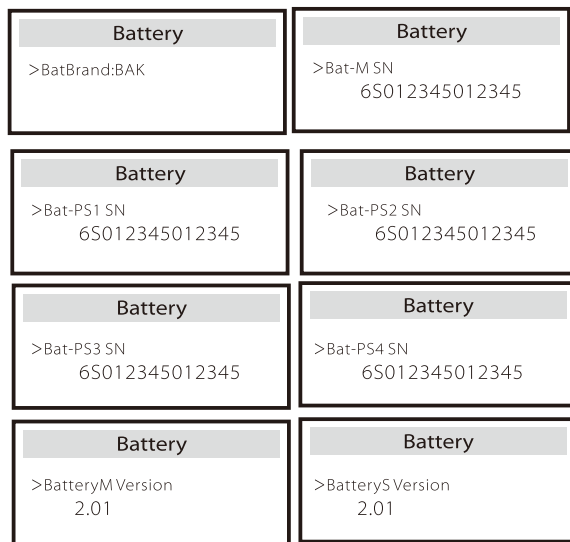 Battery
>BatBrand:BAK
Battery
>Bat-M SN
6S012345012345
Battery
>Bat-PS1 SN
6S012345012345
Battery
>Bat-PS2 SN
6S012345012345
Battery
>Bat-PS3 SN
6S012345012345
Battery
>Bat-PS4 SN
6S012345012345
Battery
>BatteryM Version
2.01
Battery
>BatteryS Version
2.01